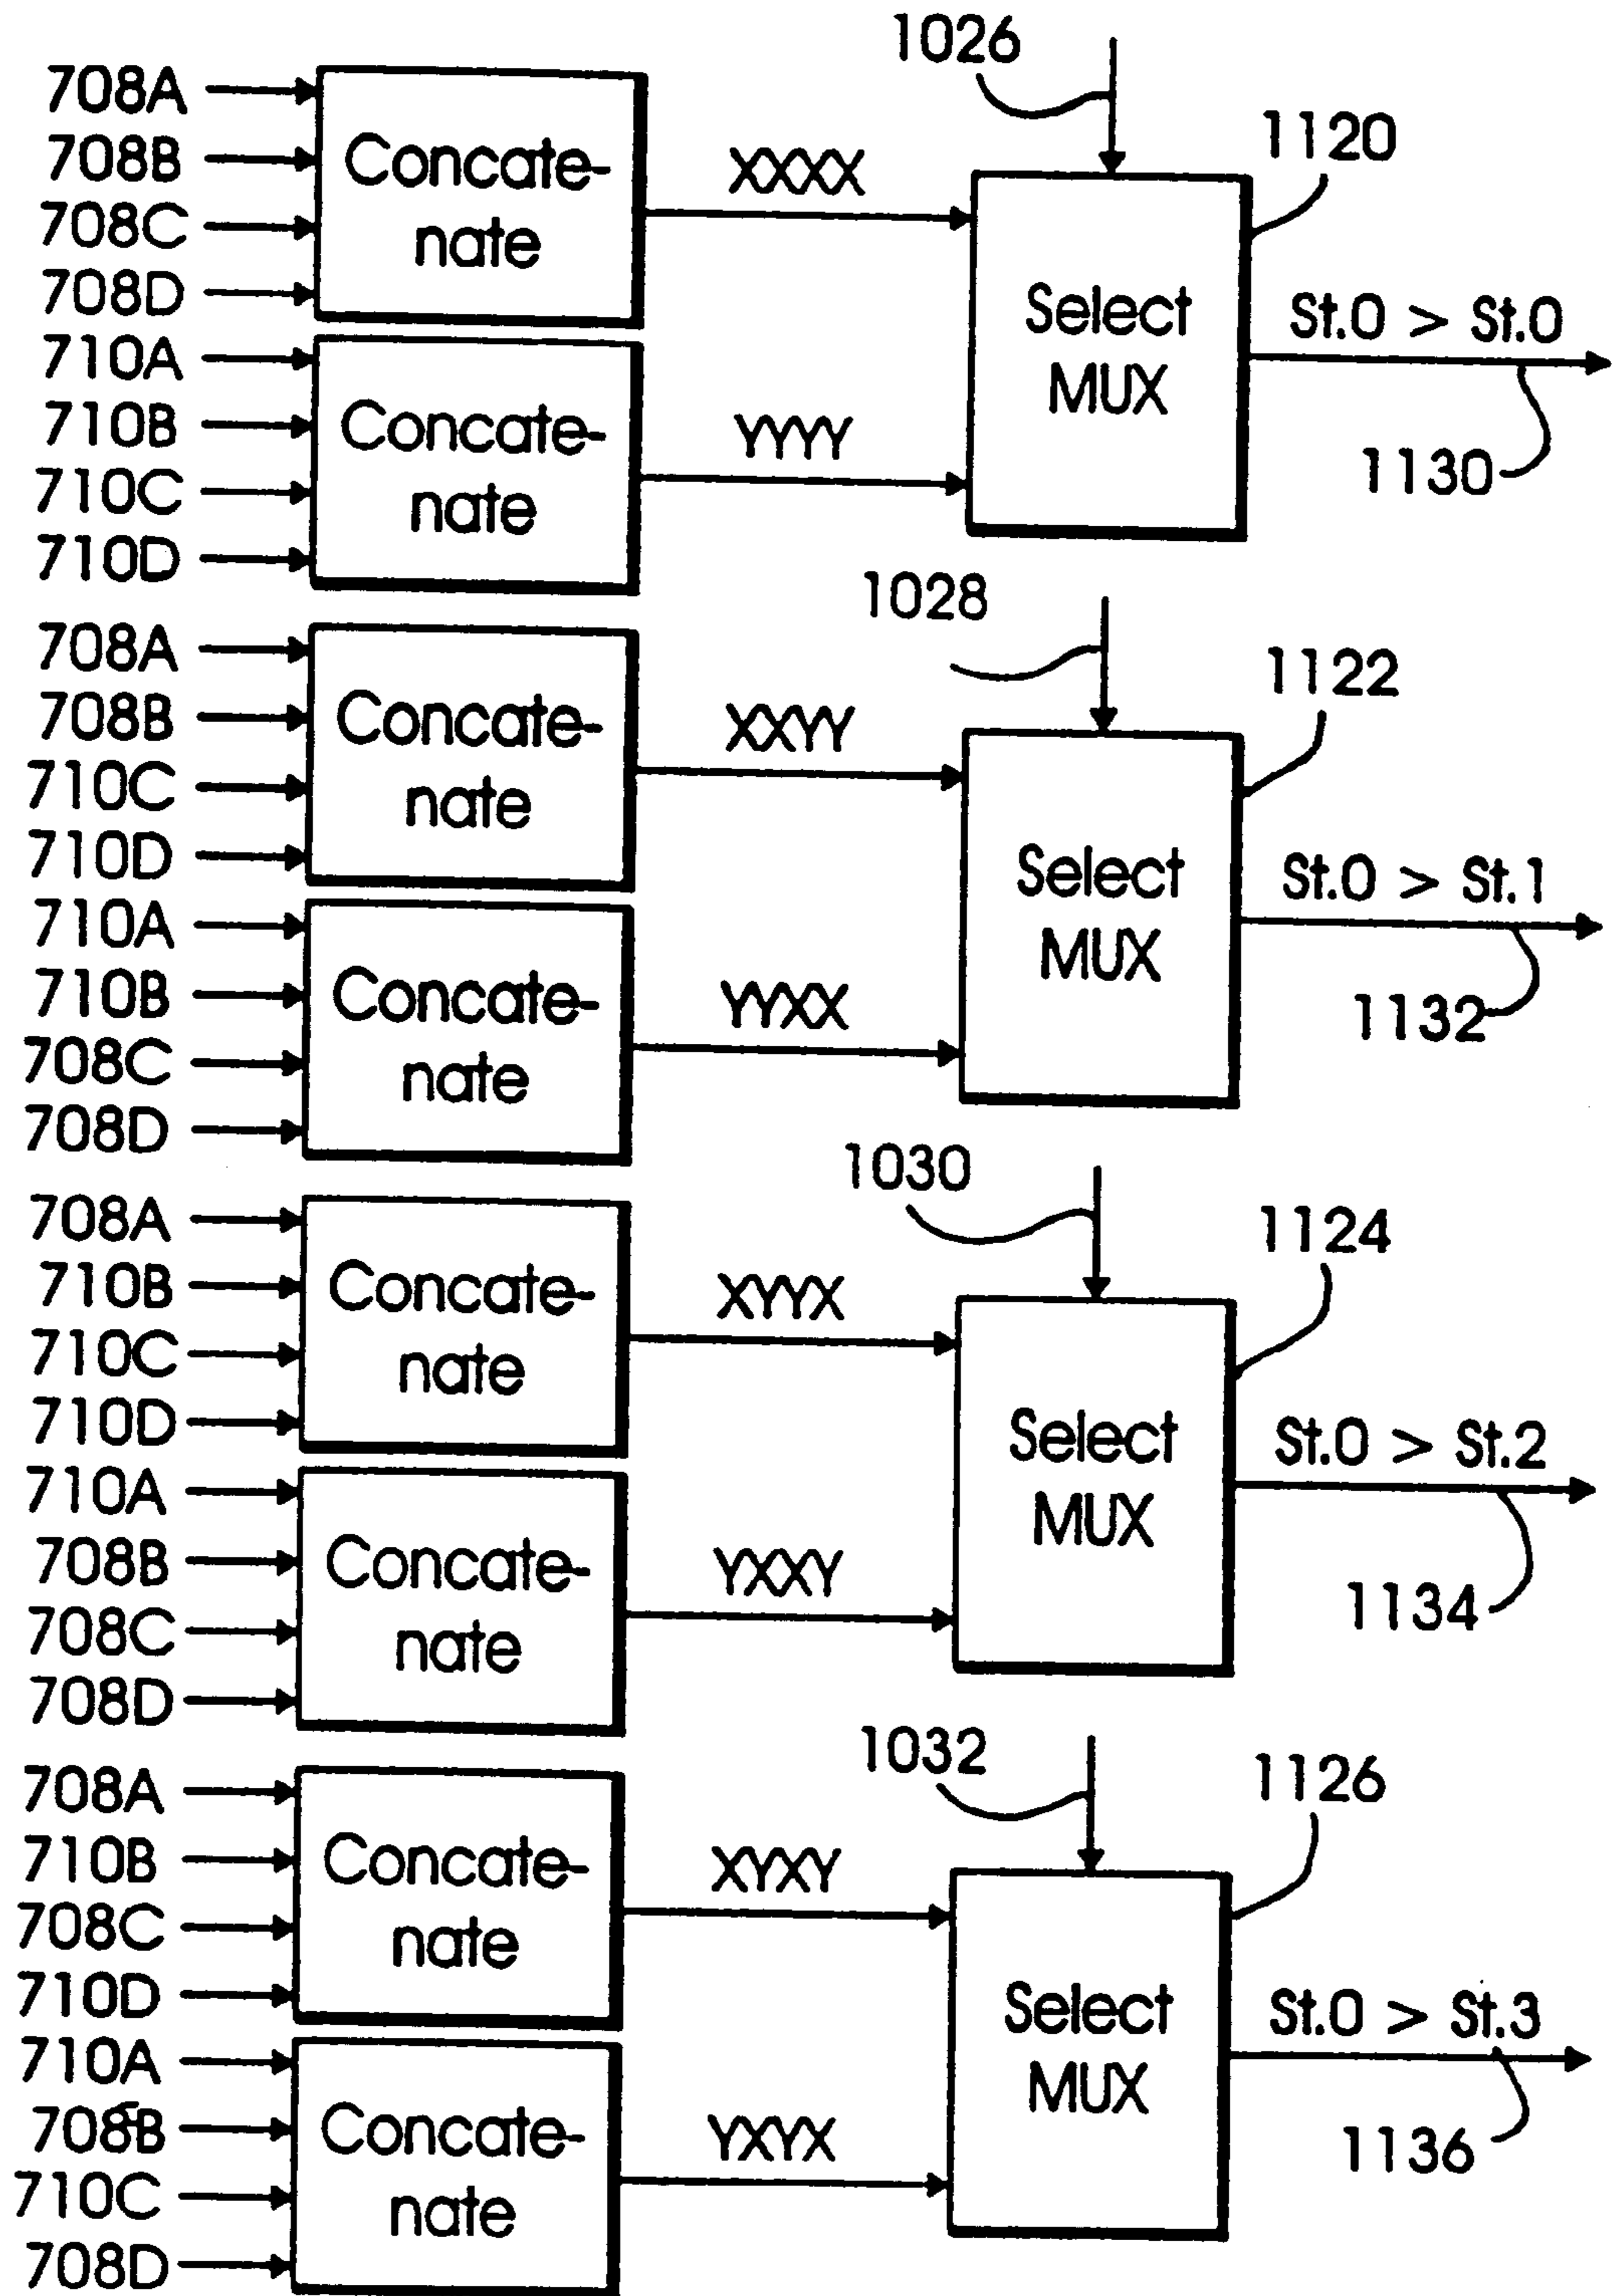 1026
708A
708B
708C
708D
Concate-
nate
XXXX
1120
Select
MUX
St.0 > St.0
1130
710A
710B
710C
710D
Concate-
nate
YYYY
1028
708A
708B
710C
710D
Concate-
nate
XXYY
1122
Select
MUX
St.0 > St.1
1132
710A
710B
708C
708D
Concate-
nate
YYXX
1030
708A
710B
710C
710D
Concate-
nate
XYYX
1124
Select
MUX
St.0 > St.2
1134
710A
708B
708C
708D
Concate-
nate
YXXY
1032
708A
710B
708C
710D
Concate-
nate
XYXY
1126
Select
MUX
St.0 > St.3
1136
710A
708B
710C
708D
Concate-
nate
YXYX